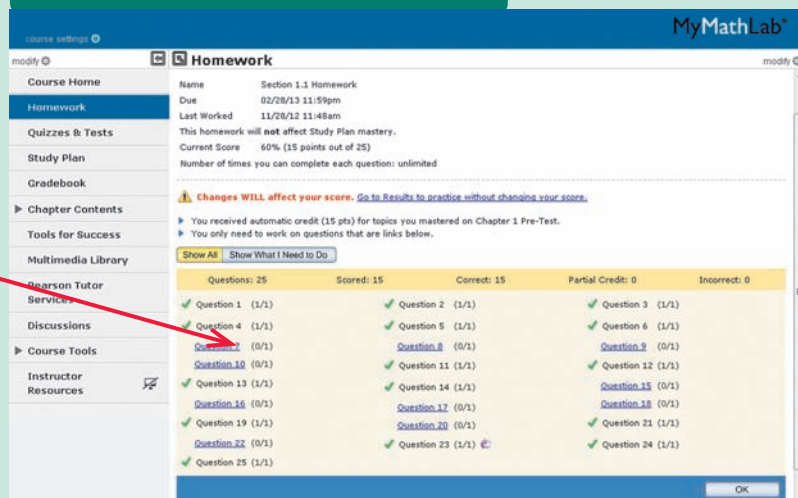 MyMathLab®
course settings
modify
Homework
modify
Course Home
Homework
Quizzes & Tests
Study Plan
Gradebook
Chapter Contents
Tools for Success
Multimedia Library
Pearson Tutor
Services
Discussions
Course Tools
Instructor
Resources
Name Section 1.1 Homework
Due 02/28/13 11:59pm
Last Worked 11/28/12 11:48am
This homework will not affect Study Plan mastery.
Current Score 60% (15 points out of 25)
Number of times you can complete each question: unlimited
Changes WILL affect your score. Go to Results to practice without changing your score.
You received automatic credit (15 pts) for topics you mastered on Chapter 1 Pre-Test.
You only need to work on questions that are links below.
Show All Show What I Need to Do
Questions: 25 Scored: 15 Correct: 15 Partial Credit: 0 Incorrect: 0
Question 1 (1/1) Question 2 (1/1) Question 3 (1/1)
Question 4 (1/1) Question 5 (1/1) Question 6 (1/1)
Question 7 (0/1) Question 8 (0/1) Question 9 (0/1)
Question 10 (0/1) Question 11 (1/1) Question 12 (1/1)
Question 13 (1/1) Question 14 (1/1) Question 15 (0/1)
Question 16 (0/1) Question 17 (0/1) Question 18 (0/1)
Question 19 (1/1) Question 20 (0/1) Question 21 (1/1)
Question 22 (0/1) Question 23 (1/1) Question 24 (1/1)
Question 25 (1/1)
OK